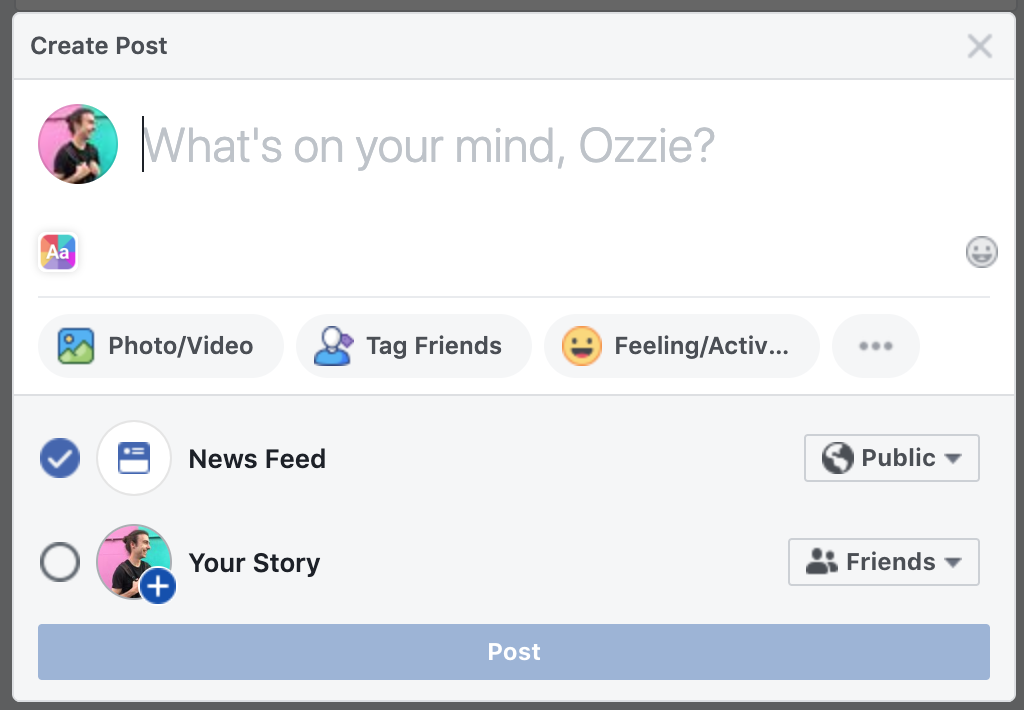 Create Post
What's on your mind, Ozzie?
Aa
Photo/Video Tag Friends Feeling/Activ...
News Feed Public
Your Story Friends
Post